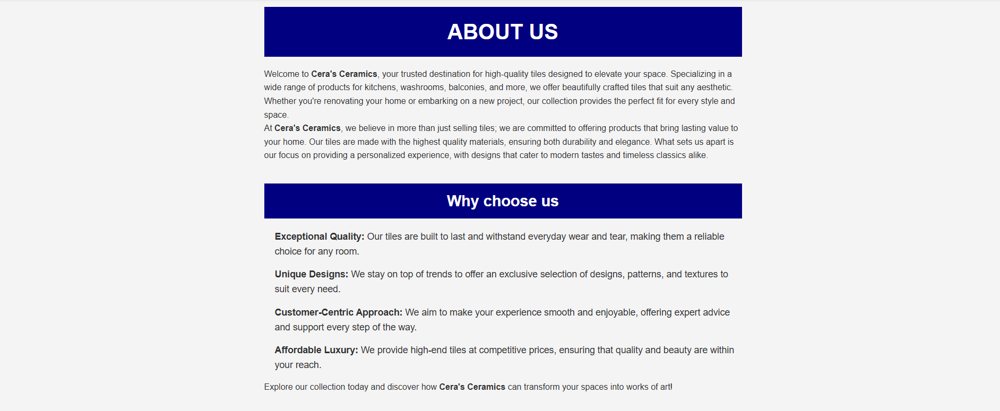 ABOUT US
Welcome to Cera's Ceramics, your trusted destination for high-quality tiles designed to elevate your space. Specializing in a
wide range of products for kitchens, washrooms, balconies, and more, we offer beautifully crafted tiles that suit any aesthetic.
Whether you're renovating your home or embarking on a new project, our collection provides the perfect fit for every style and
space.
At Cera's Ceramics, we believe in more than just selling tiles; we are committed to offering products that bring lasting value to
your home. Our tiles are made with the highest quality materials, ensuring both durability and elegance. What sets us apart is
our focus on providing a personalized experience, with designs that cater to modern tastes and timeless classics alike.
Why choose us
Exceptional Quality: Our tiles are built to last and withstand everyday wear and tear, making them a reliable
choice for any room.
Unique Designs: We stay on top of trends to offer an exclusive selection of designs, patterns, and textures to
suit every need.
Customer-Centric Approach: We aim to make your experience smooth and enjoyable, offering expert advice
and support every step of the way.
Affordable Luxury: We provide high-end tiles at competitive prices, ensuring that quality and beauty are within
your reach.
Explore our collection today and discover how Cera's Ceramics can transform your spaces into works of art!